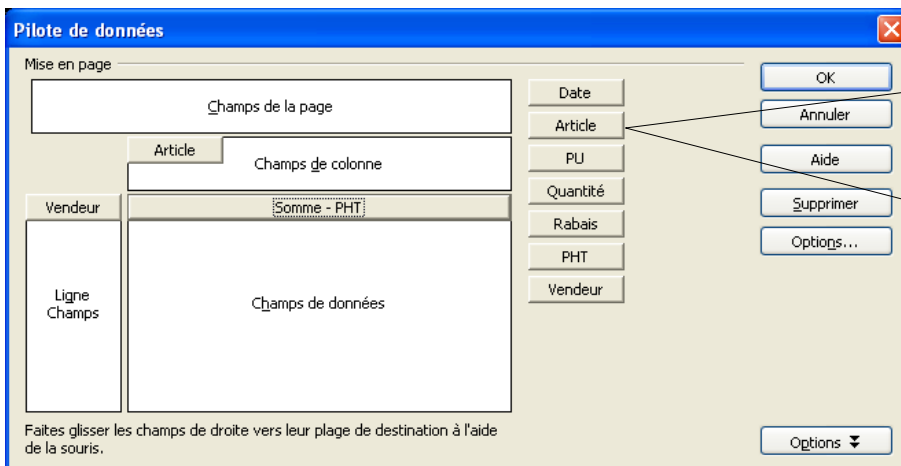 Pilote de données
Mise en page
Champs de la page
Article
Champs de colonne
Vendeur
Somme - PHT
Ligne
Champs
Champs de données
Date
Article
PU
Quantité
Rabais
PHT
Vendeur
OK
Annuler
Aide
Supprimer
Options...
Faites glisser les champs de droite vers leur plage de destination à l'aide
de la souris.
Options